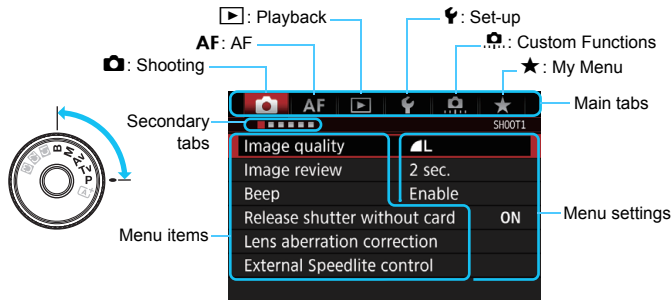 : Playback
: Set-up
AF: AF
: Custom Functions
: Shooting
: My Menu
AF
Main tabs
Secondary tabs
SHOOT1
Image quality L
Image review 2 sec.
Beep Enable
Release shutter without card ON
Lens aberration correction
External Speedlite control
Menu items
Menu settings
B
M
Av
Tv
P
A+